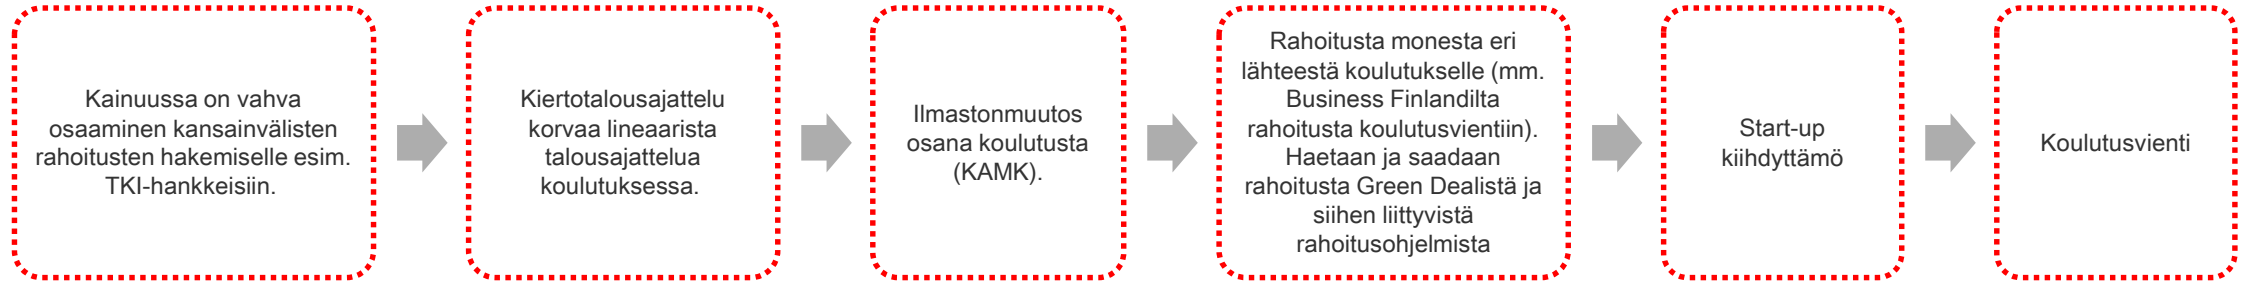 Kainuussa on vahva
osaaminen kansainvälisten
rahoitusten hakemiselle esim.
TKI-hankkeisiin.
Kiertotalousajattelu
korvaa lineaarista
talousajattelua
koulutuksessa.
Ilmastonmuutos
osana koulutusta
(KAMK).
Rahoitusta monesta eri
lähteestä koulutukselle (mm.
Business Finlandilta
rahoitusta koulutusvientiin).
Haetaan ja saadaan
rahoitusta Green Dealistä ja
siihen liittyvistä
rahoitusohjelmista
Start-up
kiihdyttämö
Koulutusvienti